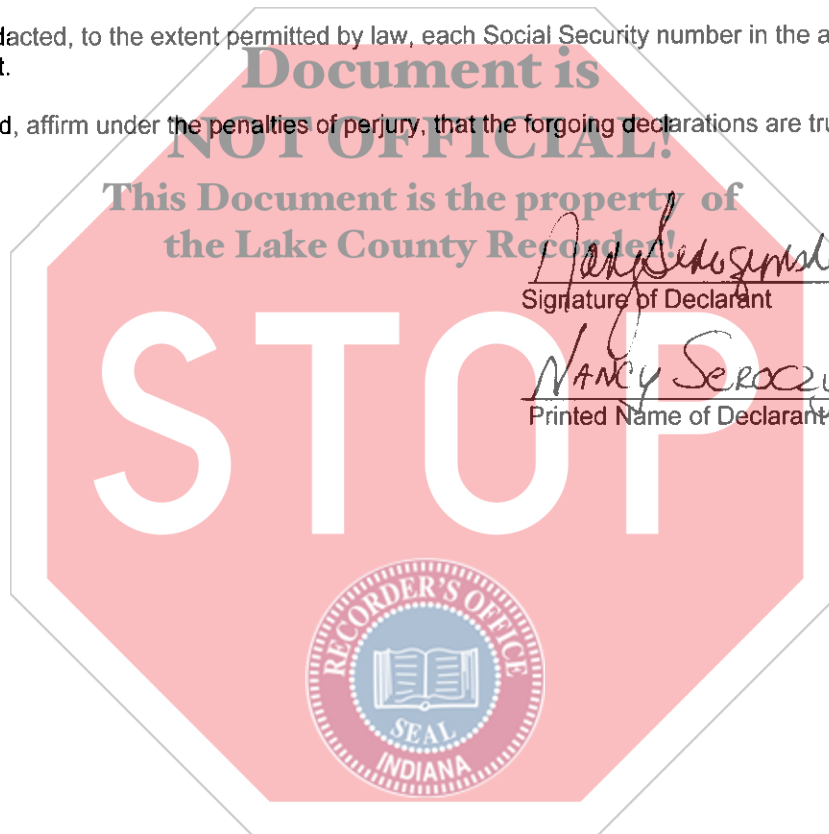 dacted, to the extent permitted by law, each Social Security number in the a
t.
Document is
d, affirm under the penalties of perjury, that the forgoing declarations are tru
NOT OFFICIAL!
This Document is the property of
the Lake County Recorder!
Signature of Declarant
NANCY SEROCZ
Printed Name of Declarant
STOP
RECORDER'S OFFICE
SEAL
INDIANA